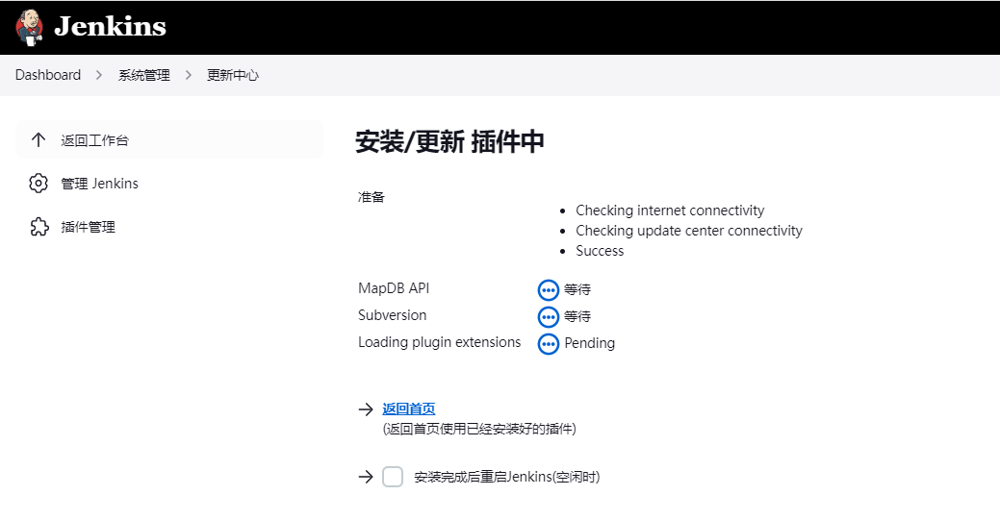 Jenkins
Dashboard
系统管理
更新中心
返回工作台
管理 Jenkins
插件管理
安装/更新 插件中
准备
Checking internet connectivity
Checking update center connectivity
Success
MapDB API 等待
Subversion 等待
Loading plugin extensions Pending
返回首页
(返回首页使用已经安装好的插件)
安装完成后重启Jenkins(空闲时)